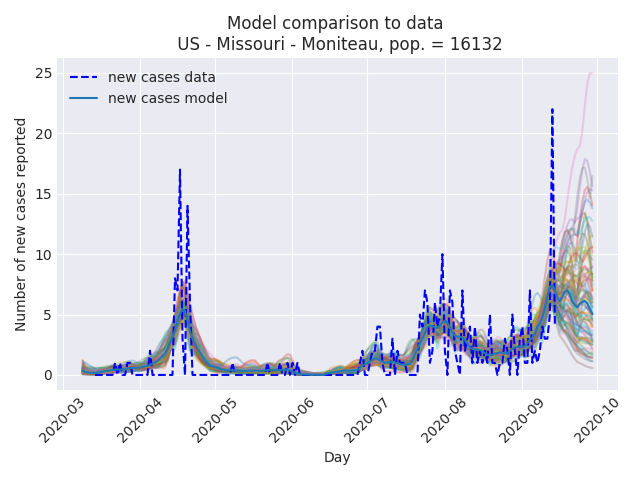 Model comparison to data
US - Missouri - Moniteau, pop. = 16132
new cases data
new cases model
Number of new cases reported
25
20
15
10
5
0
2020-03
2020-04
2020-05
2020-06
2020-07
2020-08
2020-09
2020-10
Day